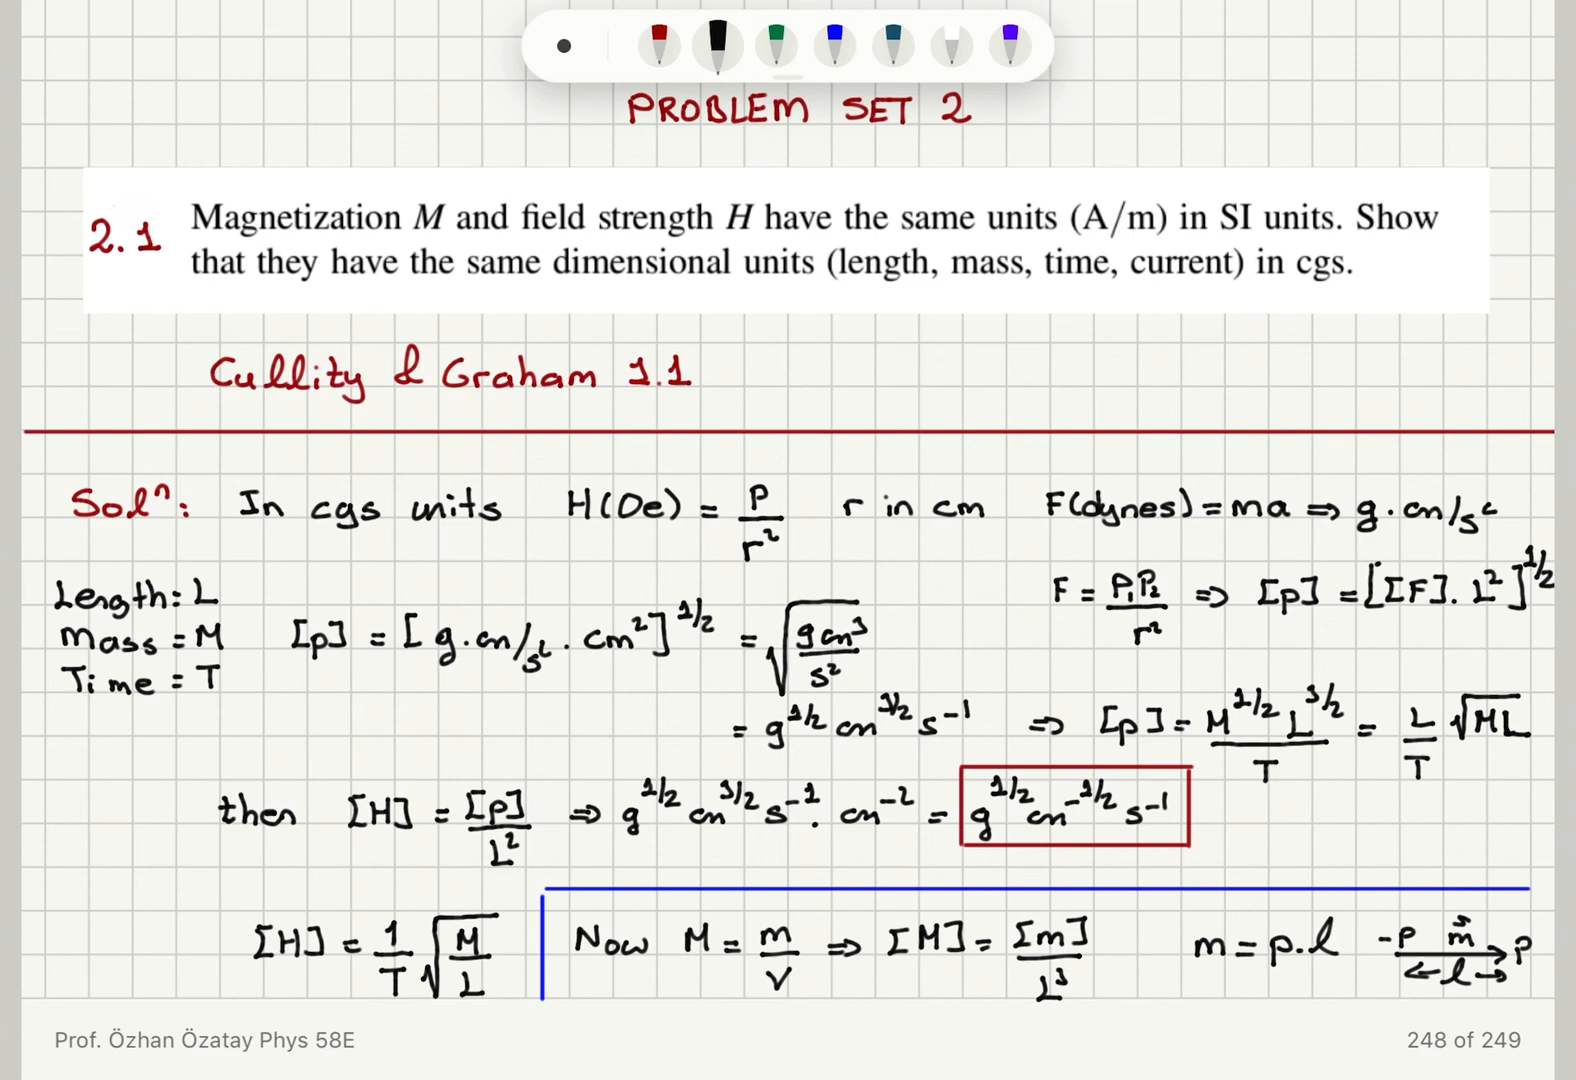 PROBLEM SET 2
2.1 Magnetization M and field strength H have the same units (A/m) in SI units. Show
that they have the same dimensional units (length, mass, time, current) in cgs.
Cullity & Graham 1.1
Solⁿ: In cgs units H(Oe) = p/r² r in cm F(dynes) = ma ⇒ g·cm/s²
F = p₁p₂/r² ⇒ [p] = [[F]. L²]^1/2
Length: L
Mass = M
Time = T
[p] = [g.cm/s² . cm²]^1/2 = √(g cm³/s²)
= g^1/2 cm^3/2 s^-1 ⇒ [p] = M^1/2 L^3/2 / T = L/T √ML
then [H] = [p]/L² ⇒ g^1/2 cm^3/2 s^-1 . cm^-2 = g^1/2 cm^-1/2 s^-1
[H] = 1/T √(M/L)
Now M = m/V ⇒ [M] = [m]/L³ m = p.l -p m⃗ p
l
Prof. Özhan Özatay Phys 58E
248 of 249